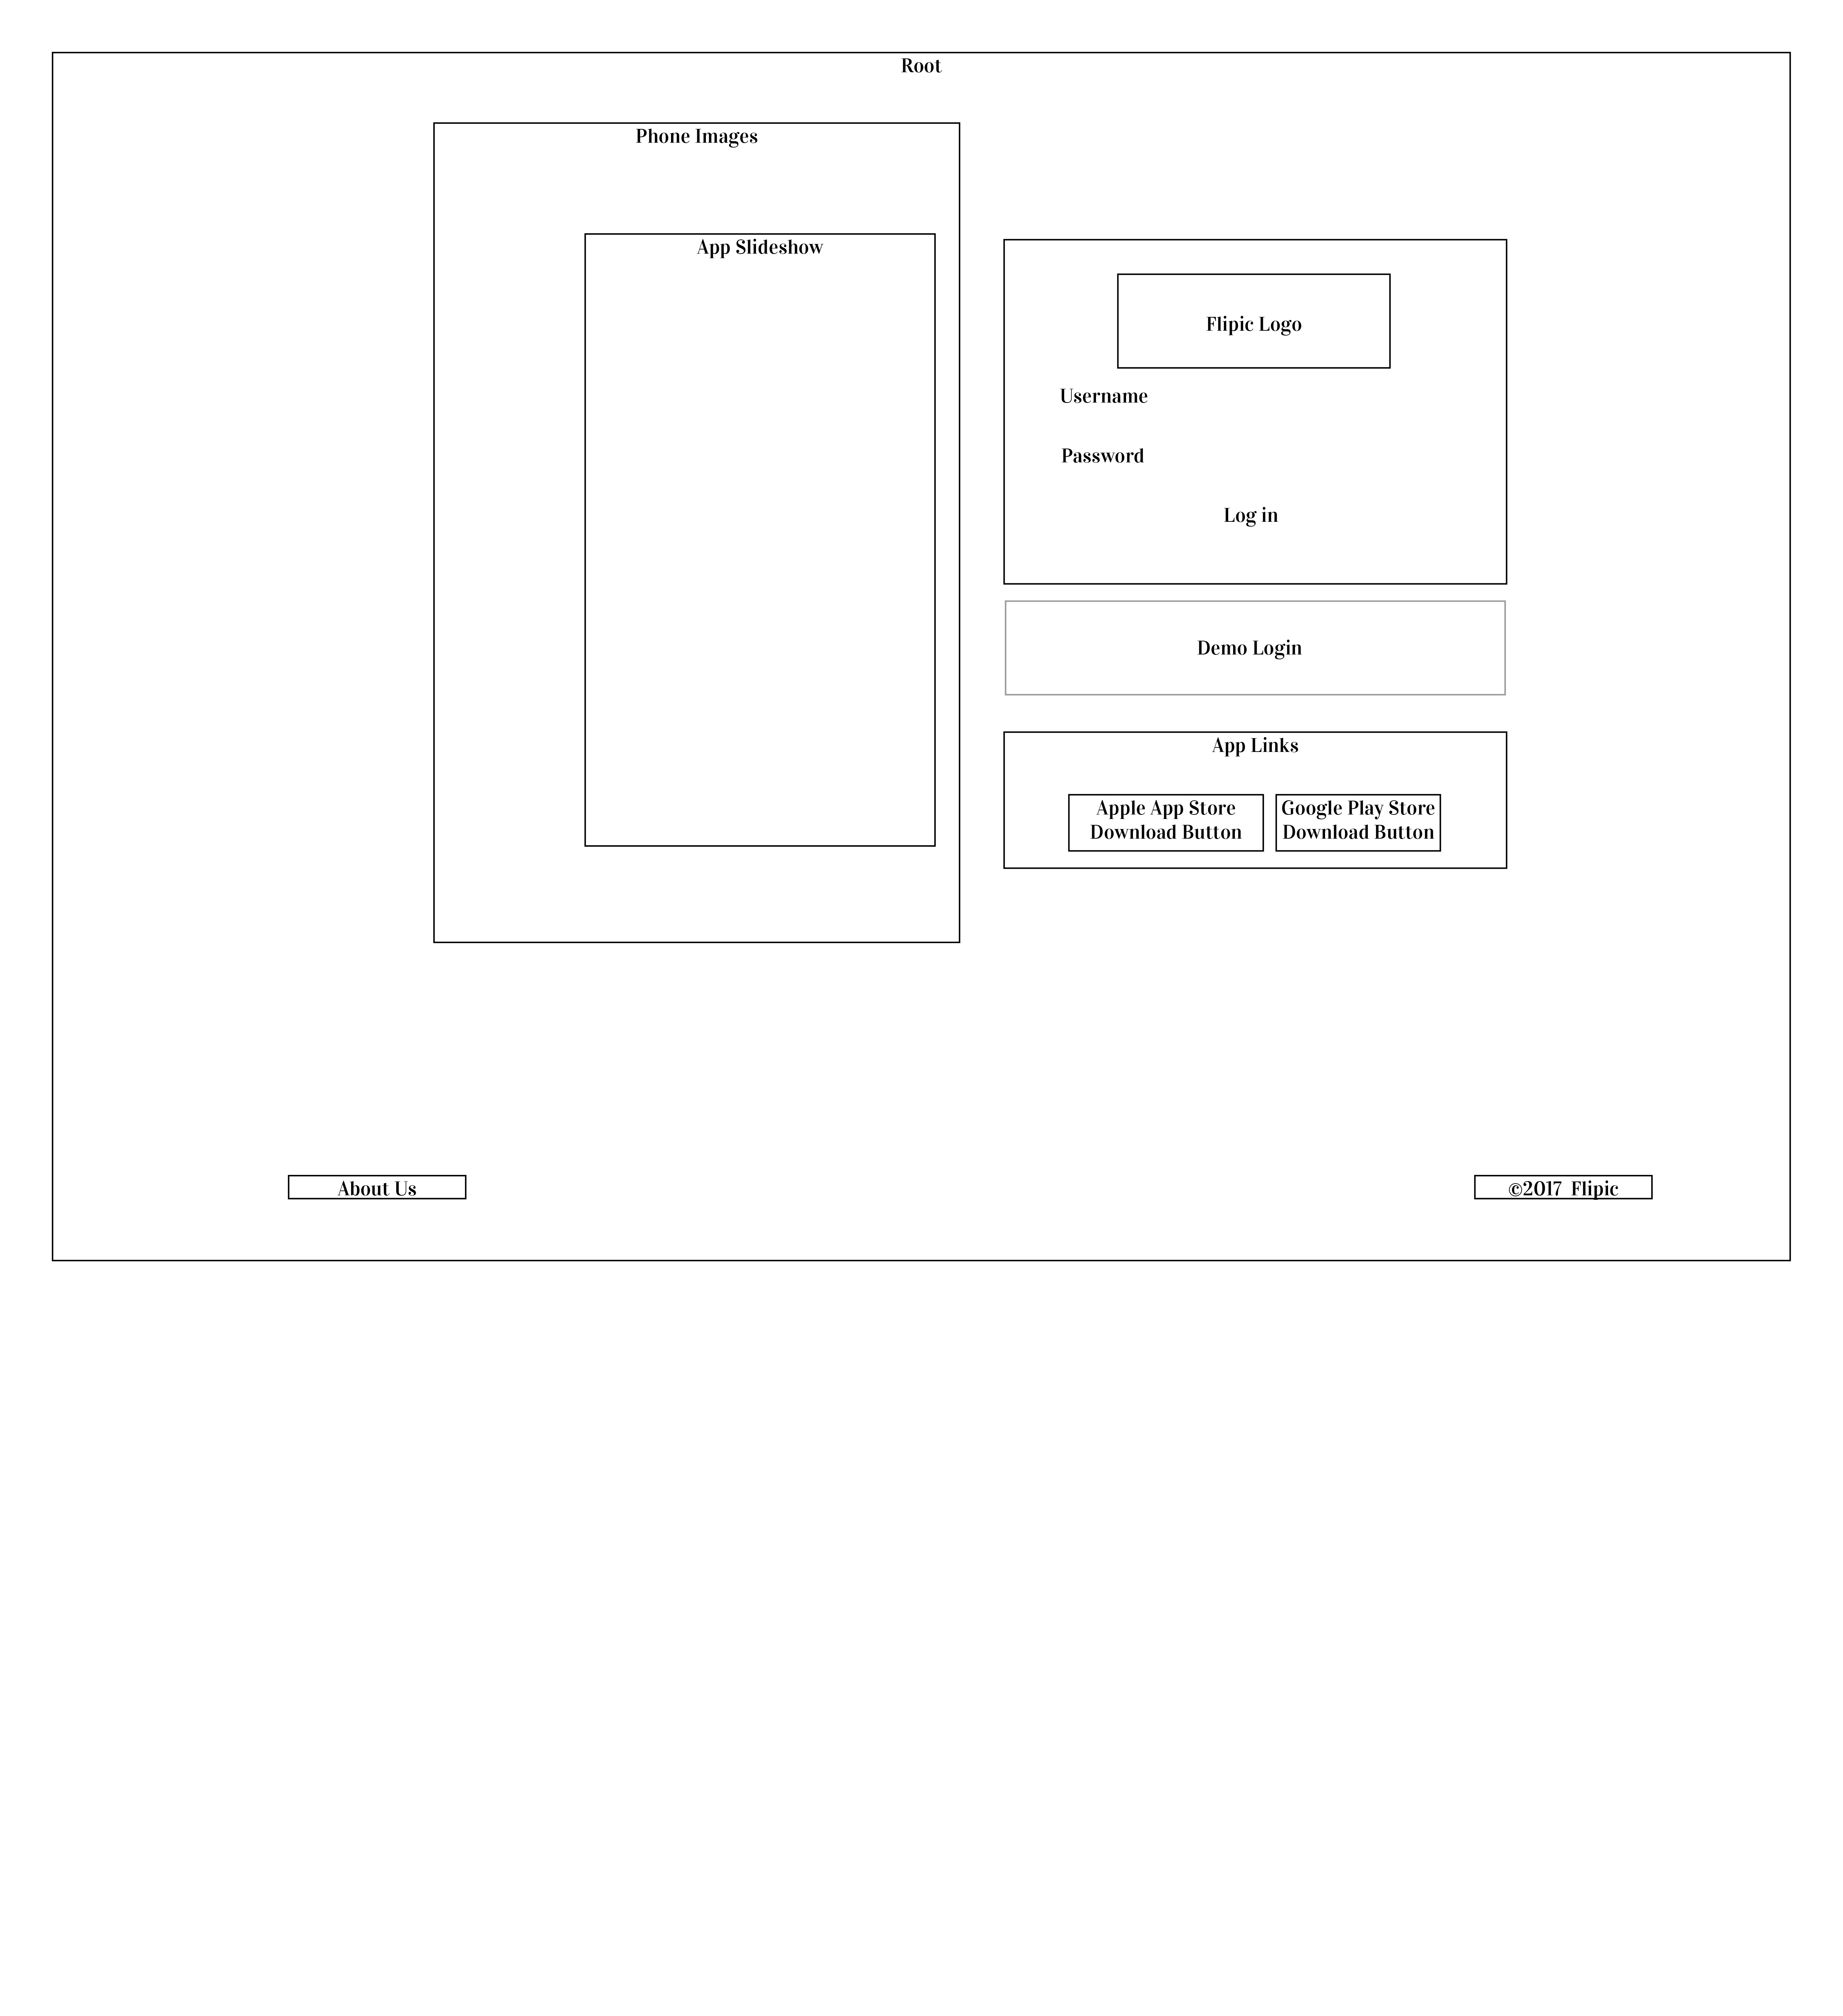 Root
Phone Images
App Slideshow
Flipic Logo
Username
Password
Log in
Demo Login
App Links
Apple App Store
Download Button
Google Play Store
Download Button
About Us
©2017 Flipic